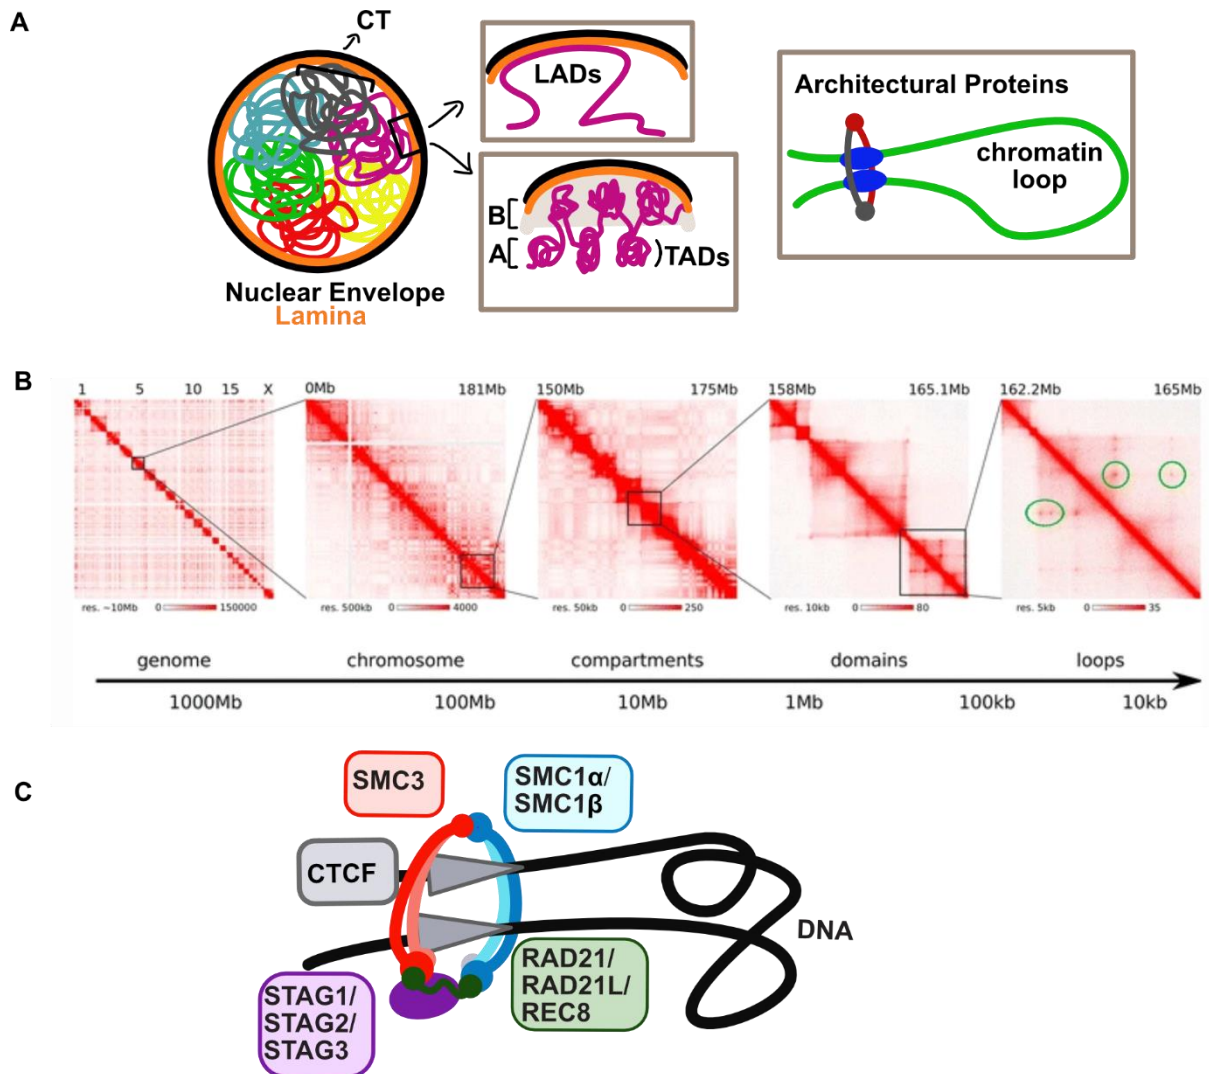 A
CT
LADs
B
A
TADs
Nuclear Envelope
Lamina
Architectural Proteins
chromatin
loop
B
1 5 10 15 X
0Mb 181Mb
150Mb 175Mb
158Mb 165.1Mb
162.2Mb 165Mb
res. ~10Mb 0 150000
res. 500kb 0 4000
res. 50kb 0 250
res. 10kb 0 80
res. 5kb 0 35
genome chromosome compartments domains loops
1000Mb 100Mb 10Mb 1Mb 100kb 10kb
C
SMC3
SMC1α/
SMC1β
CTCF
DNA
RAD21/
RAD21L/
REC8
STAG1/
STAG2/
STAG3